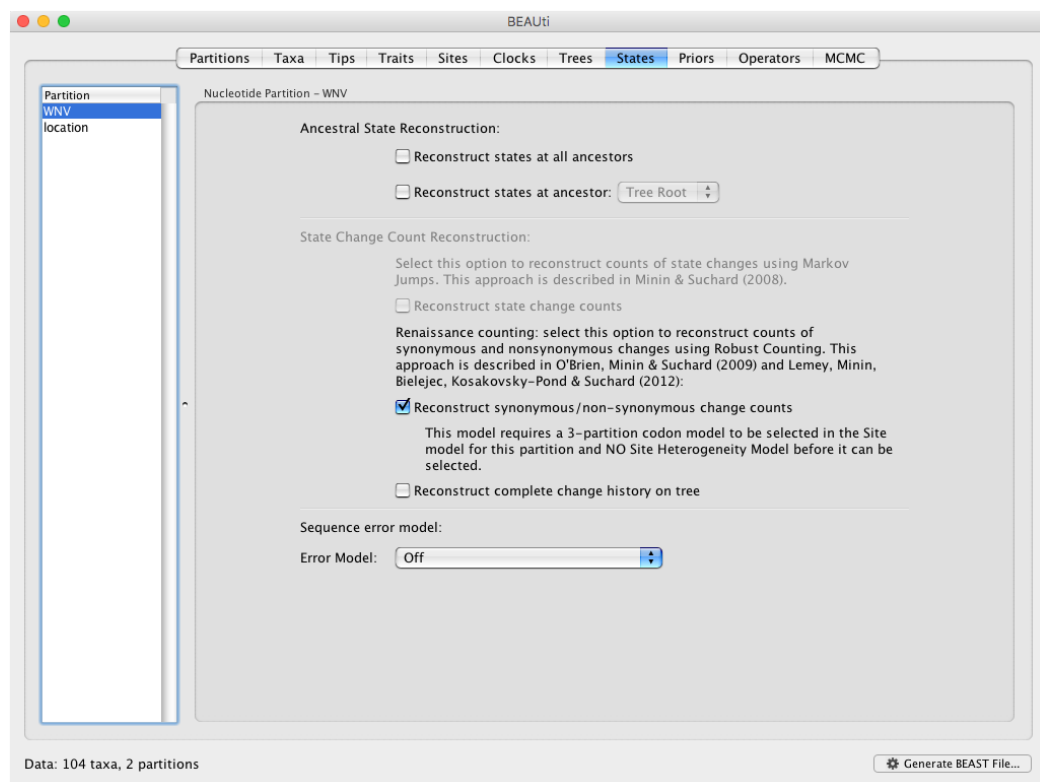 BEAUti
Partitions Taxa Tips Traits Sites Clocks Trees States Priors Operators MCMC
Partition
WNV
location
Nucleotide Partition – WNV
Ancestral State Reconstruction:
Reconstruct states at all ancestors
Reconstruct states at ancestor: Tree Root
State Change Count Reconstruction:
Select this option to reconstruct counts of state changes using Markov
Jumps. This approach is described in Minin & Suchard (2008).
Reconstruct state change counts
Renaissance counting: select this option to reconstruct counts of
synonymous and nonsynonymous changes using Robust Counting. This
approach is described in O'Brien, Minin & Suchard (2009) and Lemey, Minin,
Bielejec, Kosakovsky-Pond & Suchard (2012):
Reconstruct synonymous/non-synonymous change counts
This model requires a 3-partition codon model to be selected in the Site
model for this partition and NO Site Heterogeneity Model before it can be
selected.
Reconstruct complete change history on tree
Sequence error model:
Error Model: Off
Data: 104 taxa, 2 partitions
Generate BEAST File...